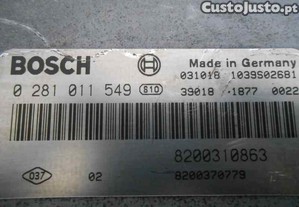 CustoJusto.pt
BOSCH
Made in Germany
031018 1039S02681
0 281 011 549 S10
39018 1877 0022
8200310863
037 02 8200370779